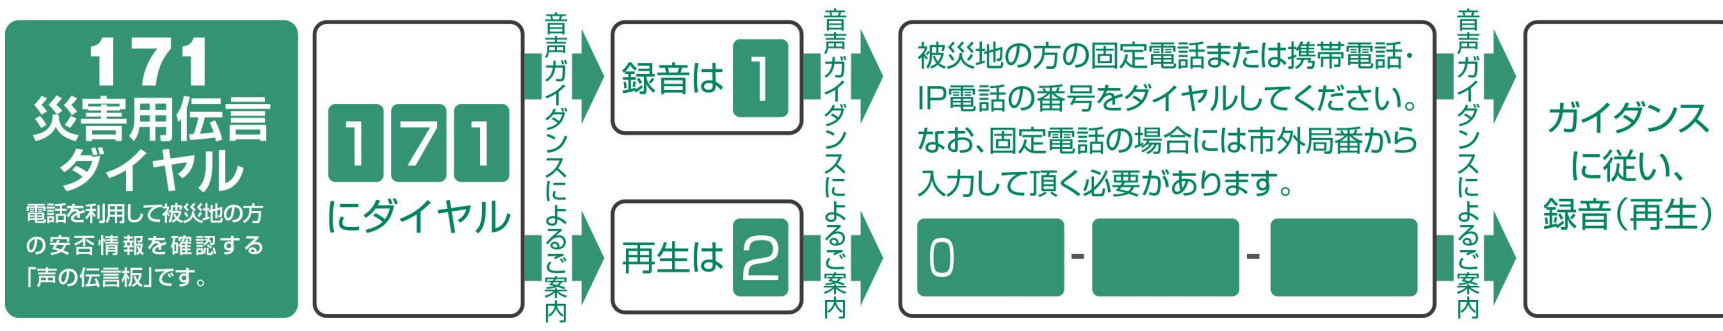 171
災害用伝言
ダイヤル
電話を利用して被災地の方
の安否情報を確認する
「声の伝言板」です。
171
にダイヤル
音声ガイダンスによるご案内
録音は 1
再生は 2
音声ガイダンスによるご案内
被災地の方の固定電話または携帯電話・
IP電話の番号をダイヤルしてください。
なお、固定電話の場合には市外局番から
入力して頂く必要があります。
0 - -
音声ガイダンスによるご案内
ガイダンス
に従い、
録音(再生)